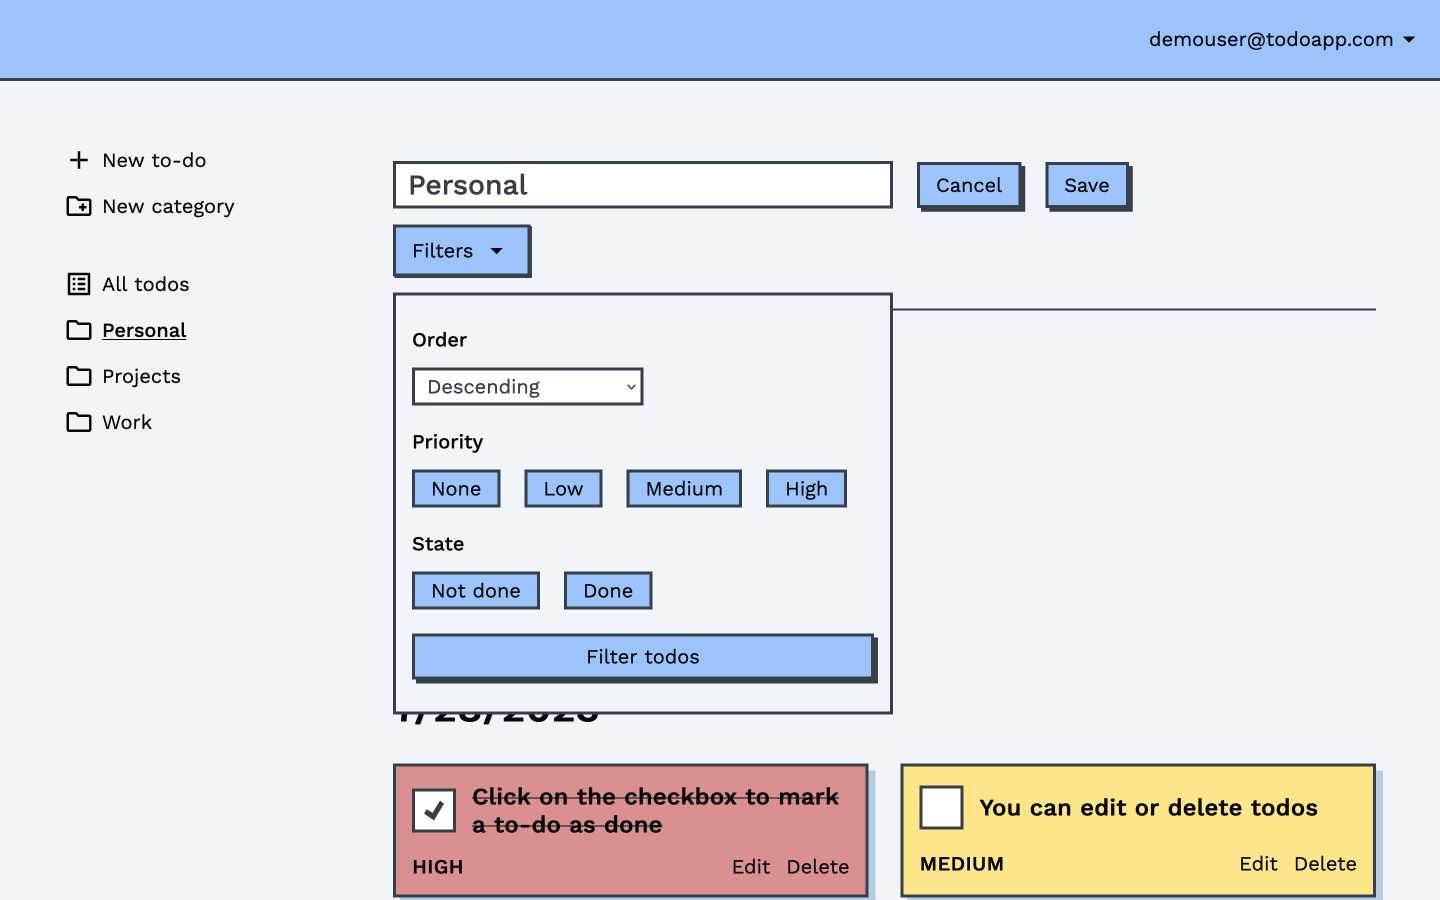 demouser@todoapp.com
New to-do
New category
All todos
Personal
Projects
Work
Personal
Cancel
Save
Filters
Order
Descending
Priority
None
Low
Medium
High
State
Not done
Done
Filter todos
Click on the checkbox to mark
a to-do as done
HIGH
Edit
Delete
You can edit or delete todos
MEDIUM
Edit
Delete